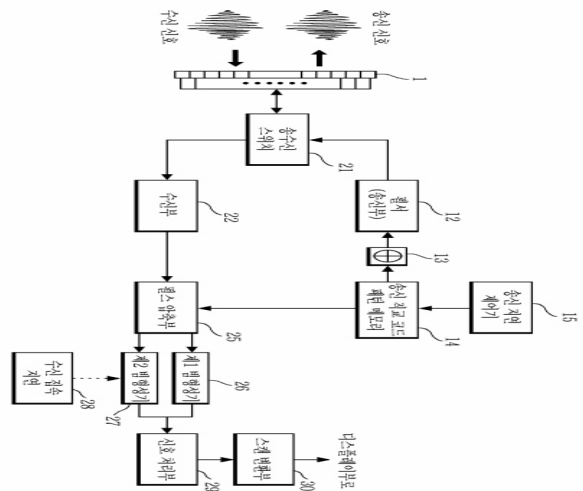 송신 신호
수신 신호
1
송수신
스위치
21
펄서
(송신부)
12
수신부
22
13
송신 직교 코드
패턴 메모리
14
송신 지연
제어기
15
펄스 압축부
25
제1 빔형성기
26
제2 빔형성기
27
수신 집속
지연
28
신호 처리부
29
스캔 변환부
30
디스플레이부로